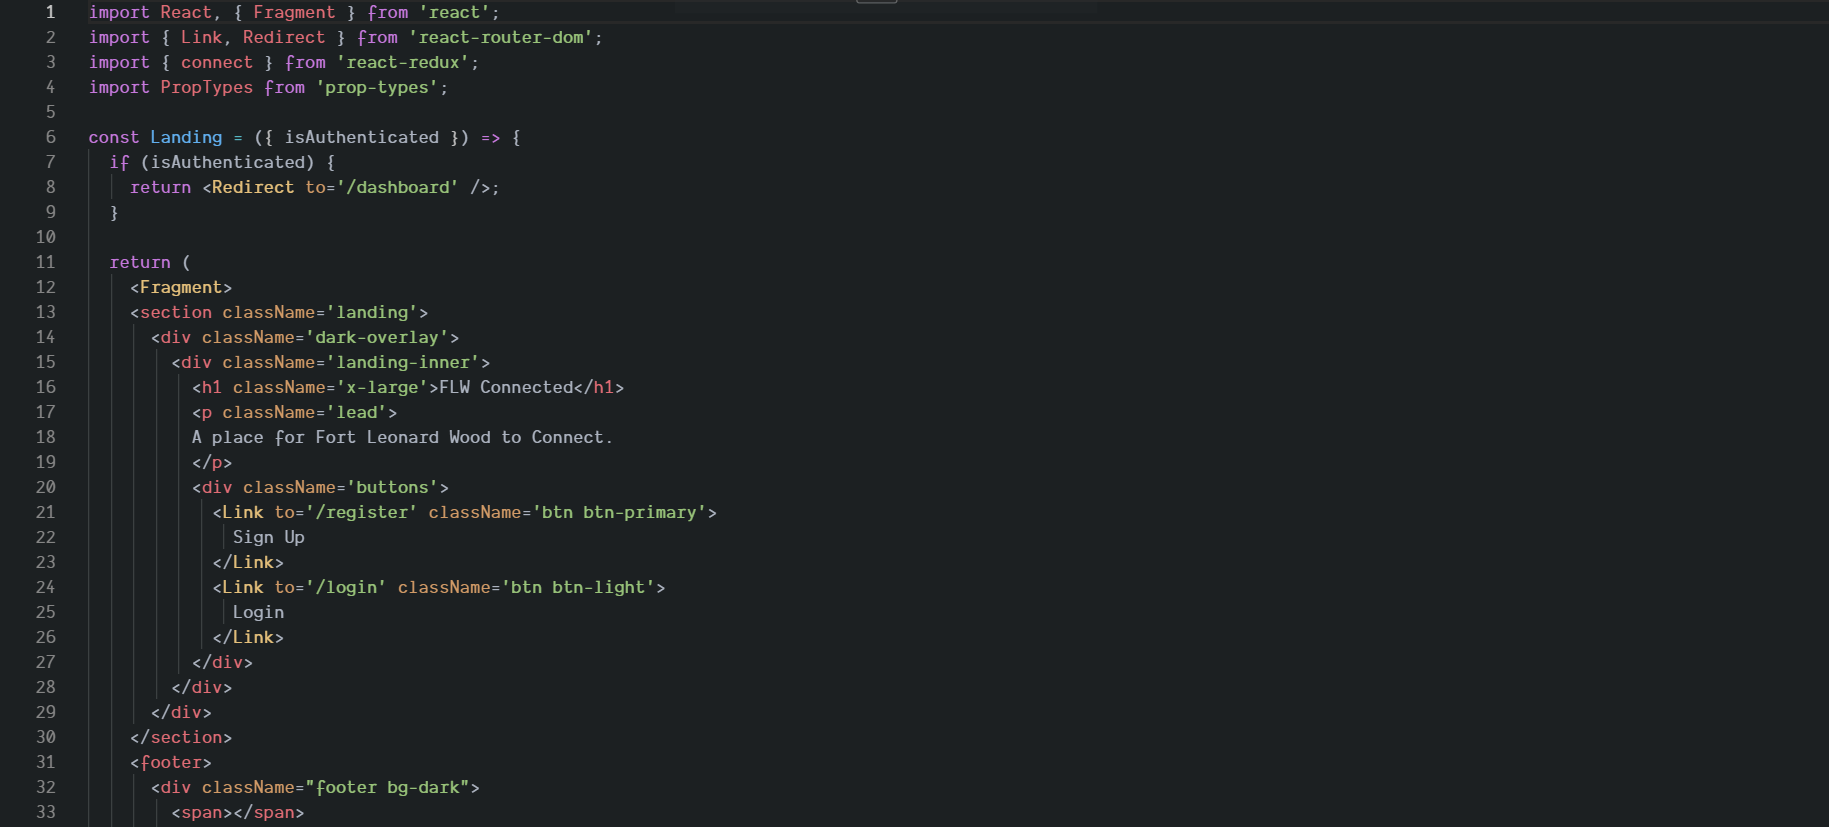 1 import React, { Fragment } from 'react';
2 import { Link, Redirect } from 'react-router-dom';
3 import { connect } from 'react-redux';
4 import PropTypes from 'prop-types';
5
6 const Landing = ({ isAuthenticated }) => {
7   if (isAuthenticated) {
8     return <Redirect to='/dashboard' />;
9   }
10
11   return (
12     <Fragment>
13     <section className='landing'>
14       <div className='dark-overlay'>
15         <div className='landing-inner'>
16           <h1 className='x-large'>FLW Connected</h1>
17           <p className='lead'>
18           A place for Fort Leonard Wood to Connect.
19           </p>
20           <div className='buttons'>
21             <Link to='/register' className='btn btn-primary'>
22               Sign Up
23             </Link>
24             <Link to='/login' className='btn btn-light'>
25               Login
26             </Link>
27           </div>
28         </div>
29       </div>
30     </section>
31     <footer>
32       <div className="footer bg-dark">
33         <span></span>